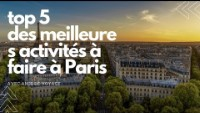 top 5
des meilleure
s activités à
faire à Paris